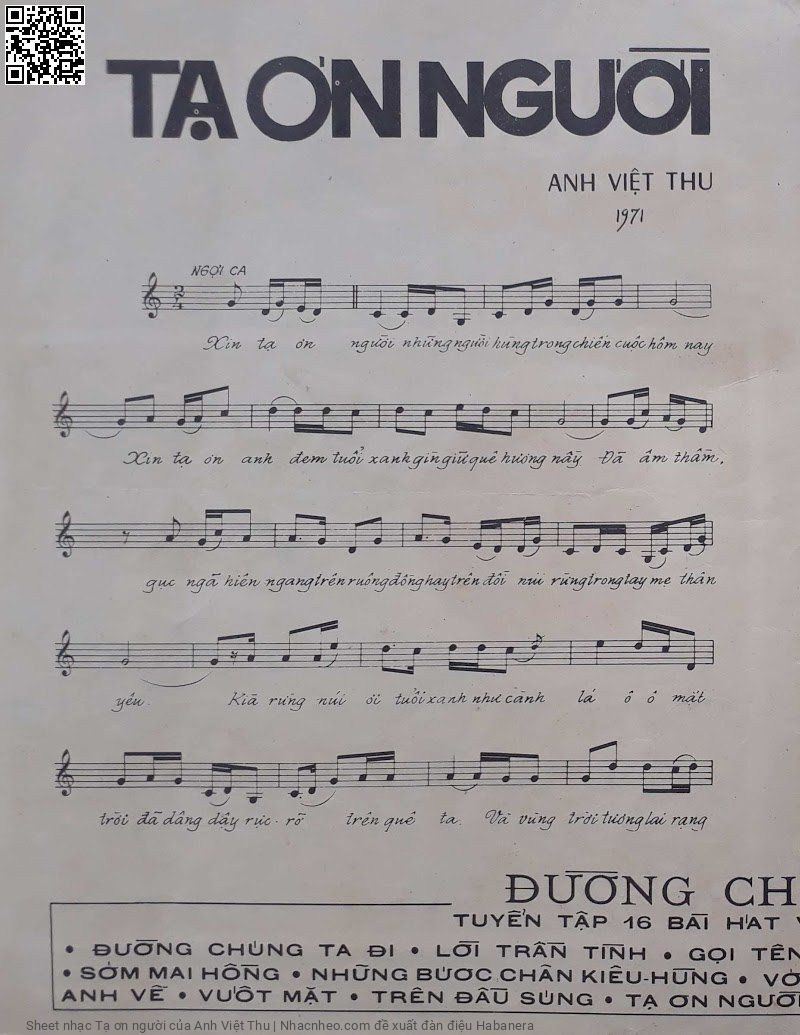 TẠ ƠN NGƯỜI
ANH VIỆT THU
1971
NGỢI CA
Xin tạ ơn người những người hùng trong chiến cuộc hôm nay
Xin tạ ơn anh đem tuổi xanh gìn giữ quê hương nầy Đã âm thầm,
gục ngã hiên ngang trên ruộng đồng hay trên đồi núi rừng trong tay mẹ thân
yêu. Kìa rừng núi ơi tuổi xanh như cành lá ô ô mặt
trời đã dâng dậy rực rỡ trên quê ta. Và vùng trời tương lai rạng
ĐƯỜNG CH
TUYỂN TẬP 16 BÀI HÁT V
• ĐƯỜNG CHÚNG TA ĐI • LỜI TRẦN TÌNH • GỌI TÊN
• SỚM MAI HỒNG • NHỮNG BƯỚC CHÂN KIÊU-HÙNG • VỚ
ANH VỀ • VƯỐT MẶT • TRÊN ĐẦU SÚNG • TẠ ƠN NGƯỜI
Sheet nhạc Tạ ơn người của Anh Việt Thu | Nhacnheo.com đề xuất đàn điệu Habanera